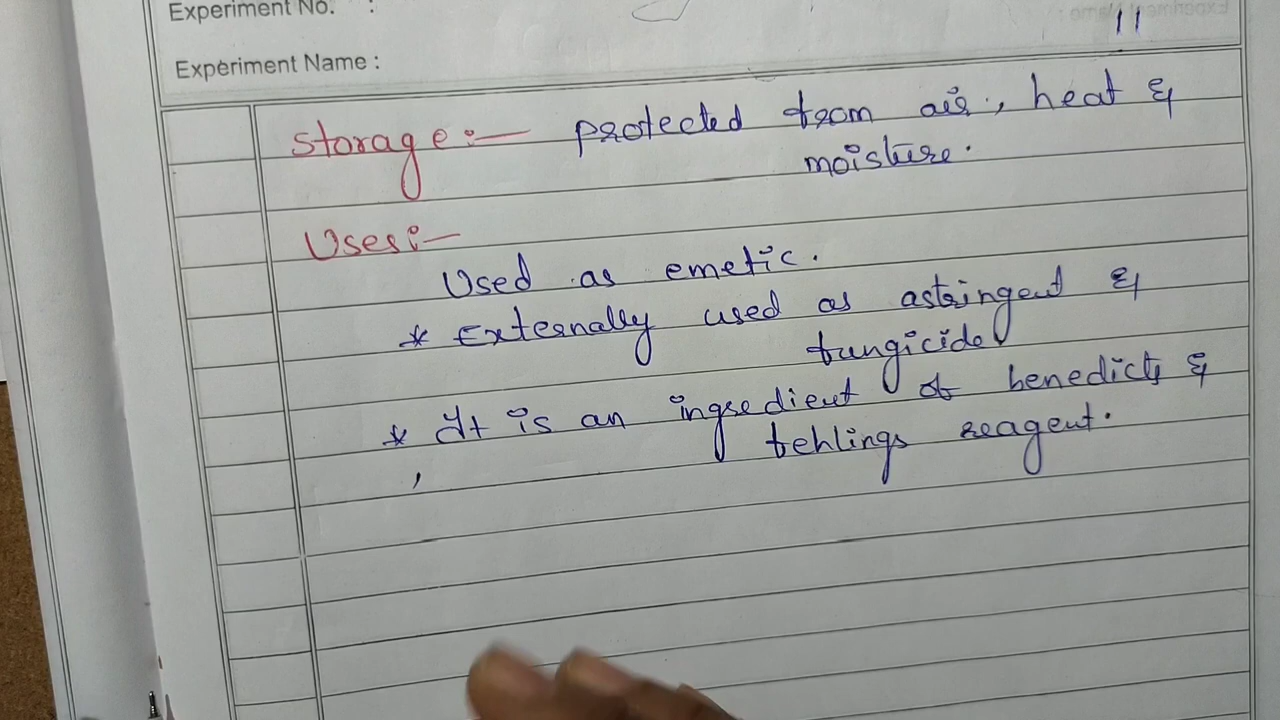 Experiment No. :
11
Experiment Name :
Storage:- protected from air, heat &
moisture.
Uses:-
Used as emetic.
* Externally used as astringent &
fungicide
* It is an ingredient of benedicts &
fehlings reagent.